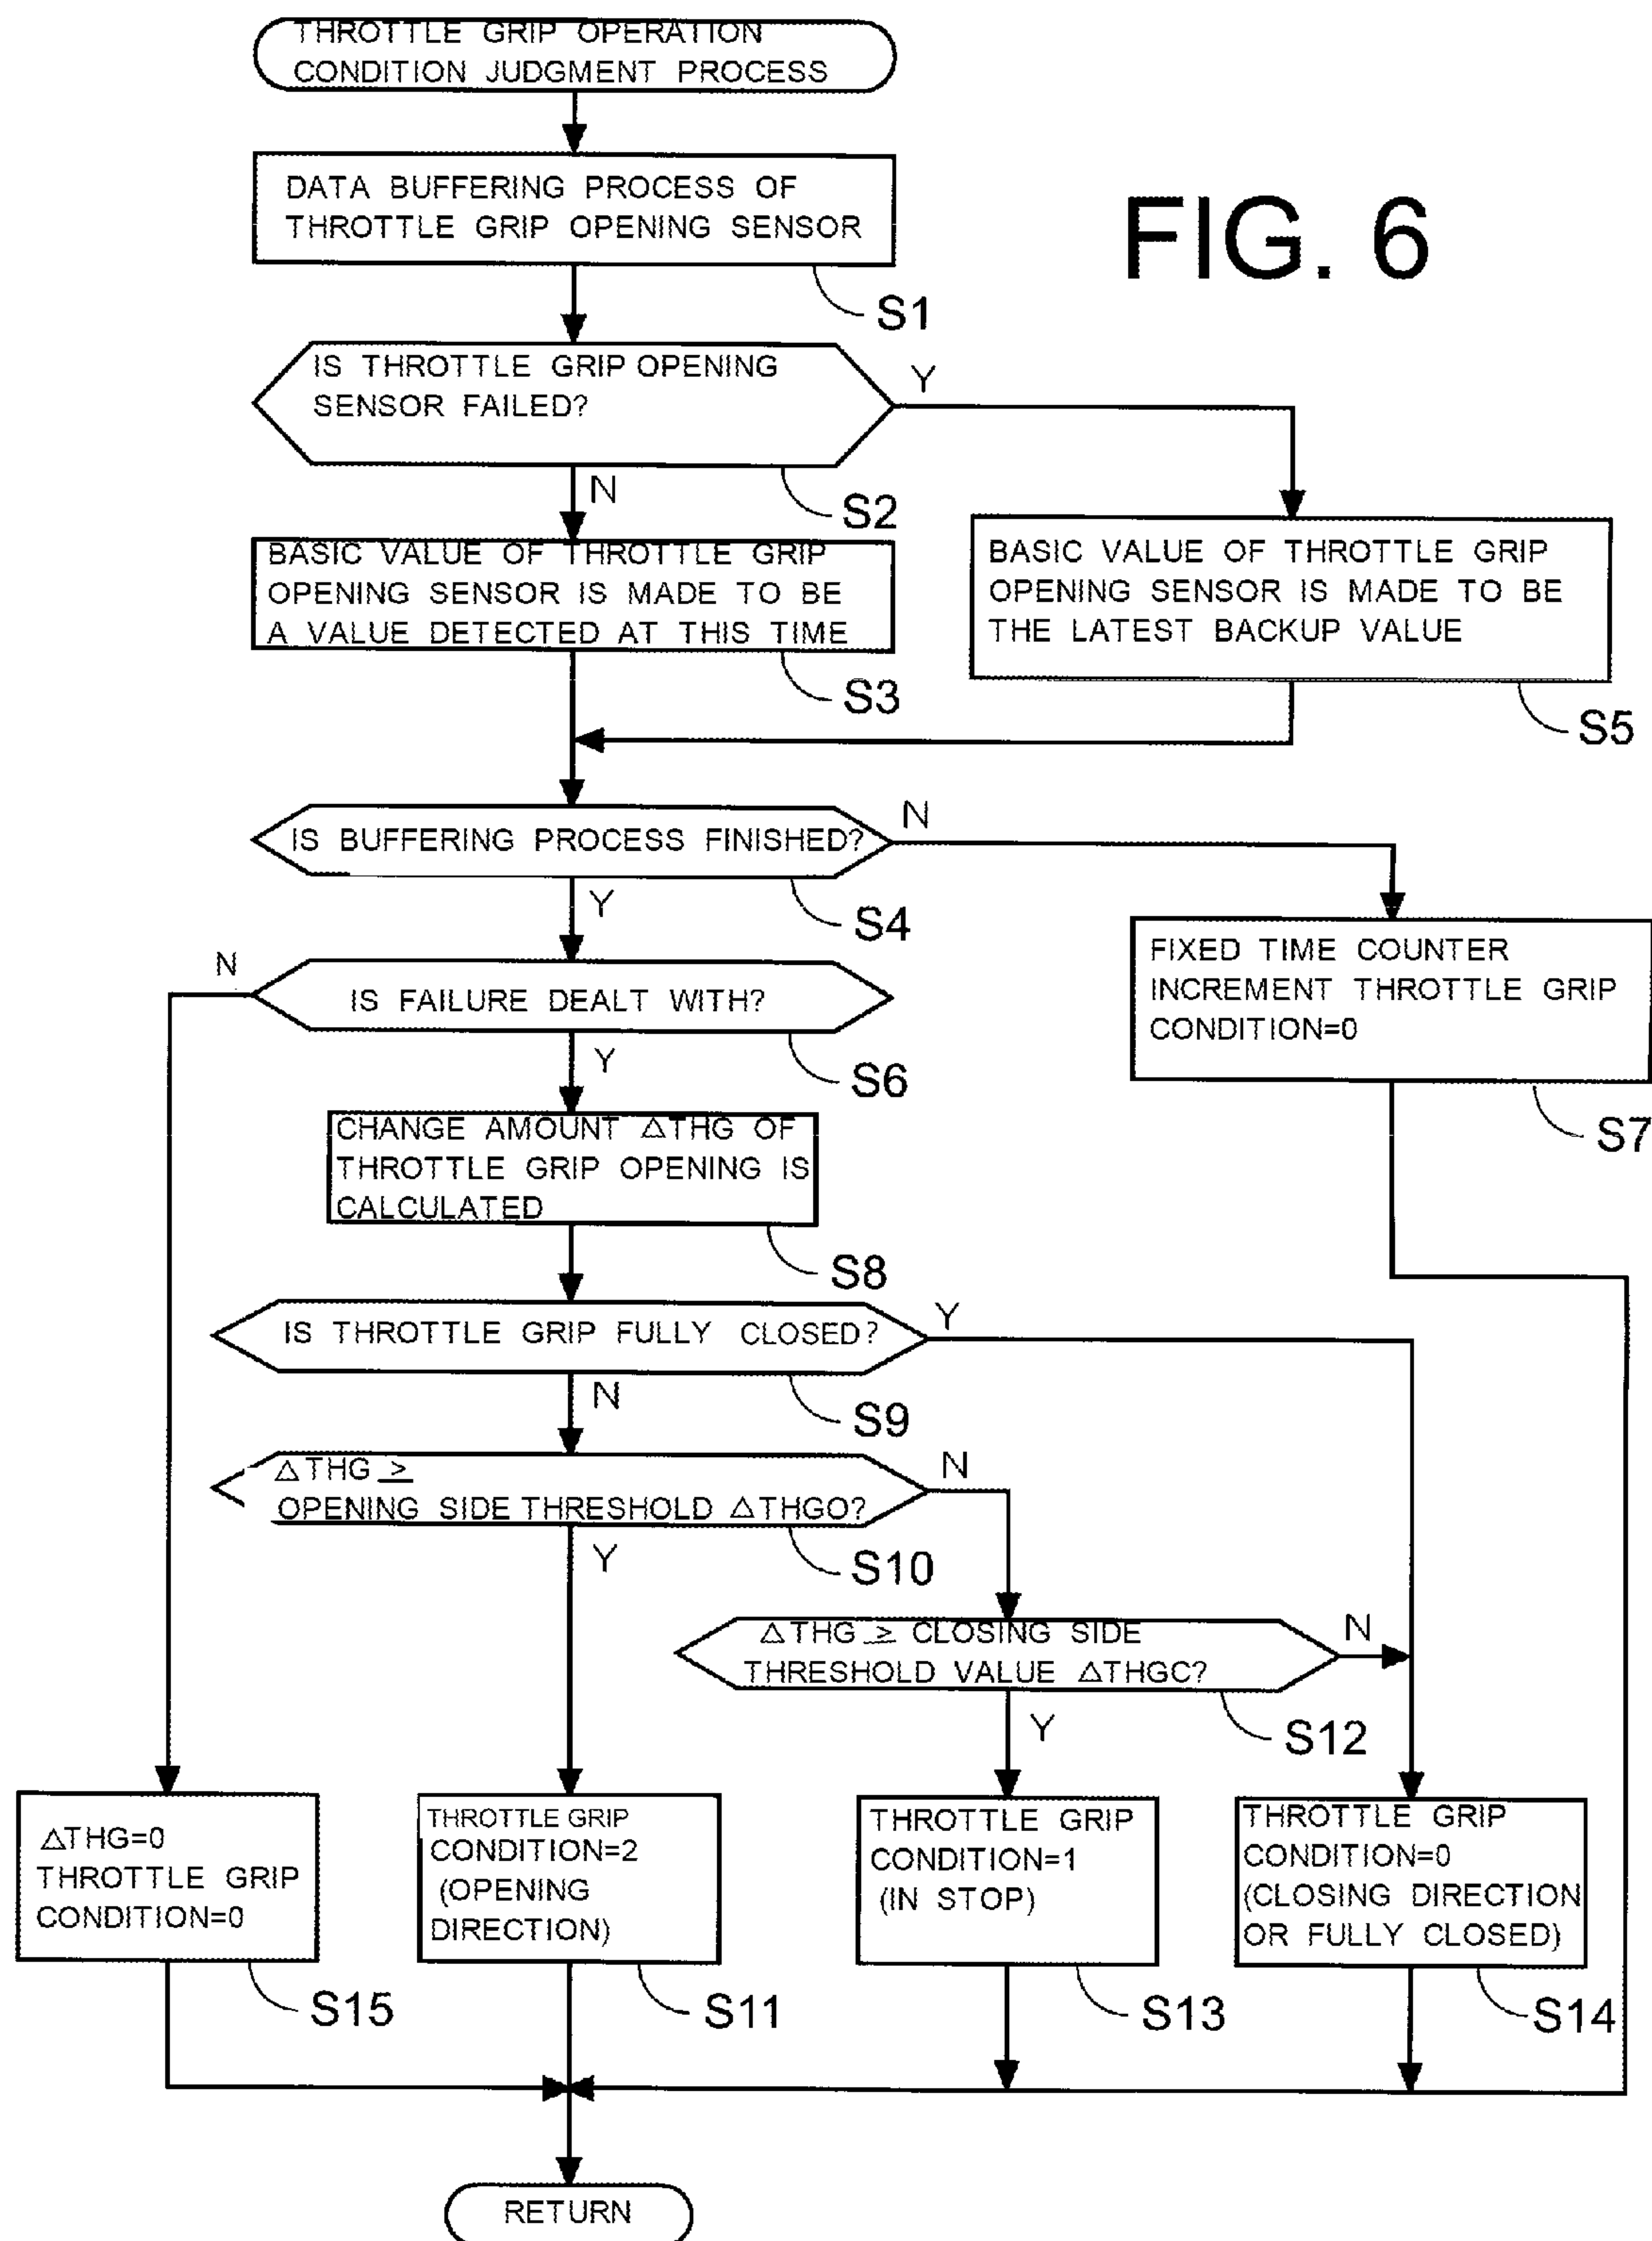 THROTTLE GRIP OPERATION
CONDITION JUDGMENT PROCESS
DATA BUFFERING PROCESS OF
THROTTLE GRIP OPENING SENSOR
FIG. 6
S1
IS THROTTLE GRIP OPENING
SENSOR FAILED?
Y
N
S2
BASIC VALUE OF THROTTLE GRIP
OPENING SENSOR IS MADE TO BE
A VALUE DETECTED AT THIS TIME
S3
BASIC VALUE OF THROTTLE GRIP
OPENING SENSOR IS MADE TO BE
THE LATEST BACKUP VALUE
S5
IS BUFFERING PROCESS FINISHED?
N
Y
S4
FIXED TIME COUNTER
INCREMENT THROTTLE GRIP
CONDITION=0
S7
N
IS FAILURE DEALT WITH?
Y
S6
CHANGE AMOUNT △THG OF
THROTTLE GRIP OPENING IS
CALCULATED
S8
IS THROTTLE GRIP FULLY CLOSED?
Y
N
S9
△THG ≥
OPENING SIDE THRESHOLD △THGO?
N
Y
S10
△THG ≥ CLOSING SIDE
THRESHOLD VALUE △THGC?
N
Y
S12
△THG=0
THROTTLE GRIP
CONDITION=0
S15
THROTTLE GRIP
CONDITION=2
(OPENING
DIRECTION)
S11
THROTTLE GRIP
CONDITION=1
(IN STOP)
S13
THROTTLE GRIP
CONDITION=0
(CLOSING DIRECTION
OR FULLY CLOSED)
S14
RETURN